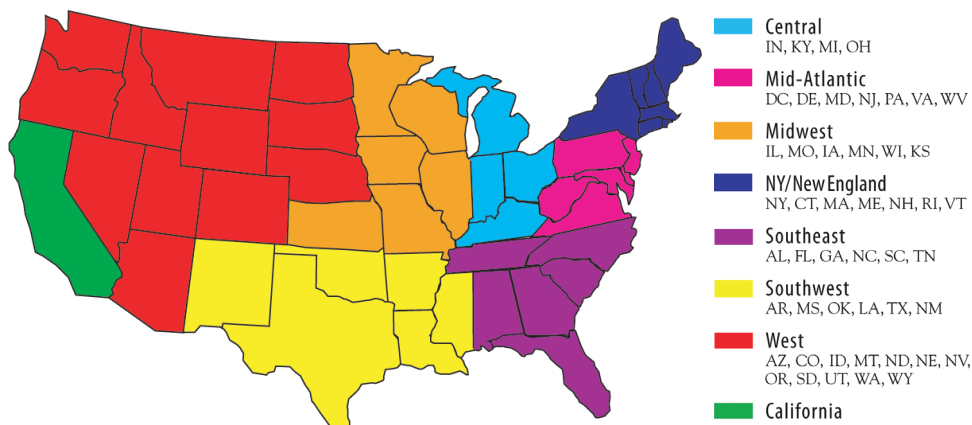 Central
IN, KY, MI, OH
Mid-Atlantic
DC, DE, MD, NJ, PA, VA, WV
Midwest
IL, MO, IA, MN, WI, KS
NY/NewEngland
NY, CT, MA, ME, NH, RI, VT
Southeast
AL, FL, GA, NC, SC, TN
Southwest
AR, MS, OK, LA, TX, NM
West
AZ, CO, ID, MT, ND, NE, NV,
OR, SD, UT, WA, WY
California